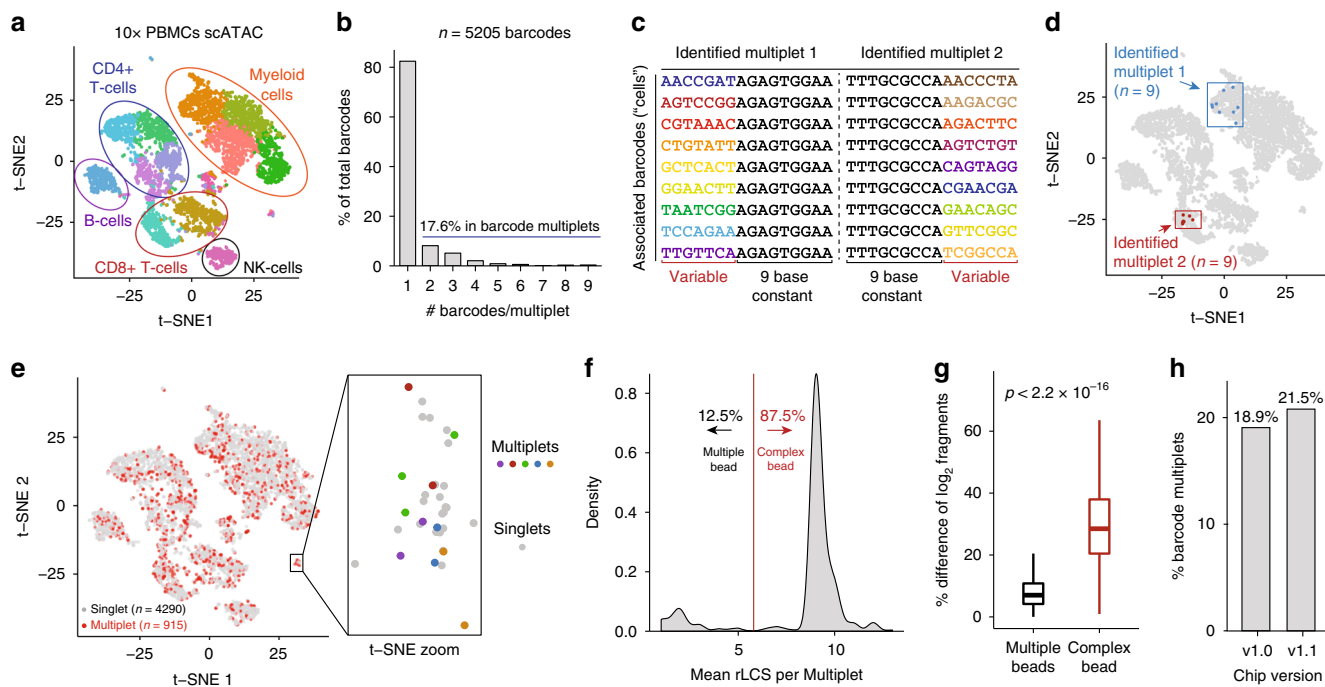 a
10× PBMCs scATAC
CD4+
T-cells
Myeloid
cells
B-cells
CD8+ T-cells
NK-cells
t–SNE2
25
0
−25
−25
0
25
t–SNE1
b
n = 5205 barcodes
% of total barcodes
80
60
40
20
0
17.6% in barcode multiplets
1 2 3 4 5 6 7 8 9
# barcodes/multiplet
c
Identified multiplet 1
Identified multiplet 2
Associated barcodes ("cells")
AACCGATAGAGTGGAA TTTGCGCCAAACCCTA
AGTCCGGAGAGTGGAA TTTGCGCCAAAGACGC
CGTAAACAGAGTGGAA TTTGCGCCAAGACTTC
CTGTATTAGAGTGGAA TTTGCGCCAAGTCTGT
GCTCACTAGAGTGGAA TTTGCGCCACAGTAGG
GGAACTTAGAGTGGAA TTTGCGCCACGAACGA
TAATCGGAGAGTGGAA TTTGCGCCAGAACAGC
TCCAGAAAGAGTGGAA TTTGCGCCAGTTCGGC
TTGTTCAAGAGTGGAA TTTGCGCCATCGGCCA
Variable
9 base
constant
9 base
constant
Variable
d
Identified
multiplet 1
(n = 9)
Identified
multiplet 2 (n = 9)
t–SNE2
25
0
−25
−25
0
25
t–SNE1
e
t–SNE 2
25
0
−25
Singlet (n = 4290)
Multiplet (n = 915)
−25
0
25
t–SNE 1
t–SNE zoom
Multiplets
Singlets
f
Density
0.8
0.6
0.4
0.2
0.0
12.5%
87.5%
Multiple
bead
Complex
bead
5
10
Mean rLCS per Multiplet
g
p < 2.2 × 10−16
% difference of log2 fragments
60
40
20
0
Multiple
beads
Complex
bead
h
% barcode multiplets
20
10
0
18.9%
21.5%
v1.0
v1.1
Chip version